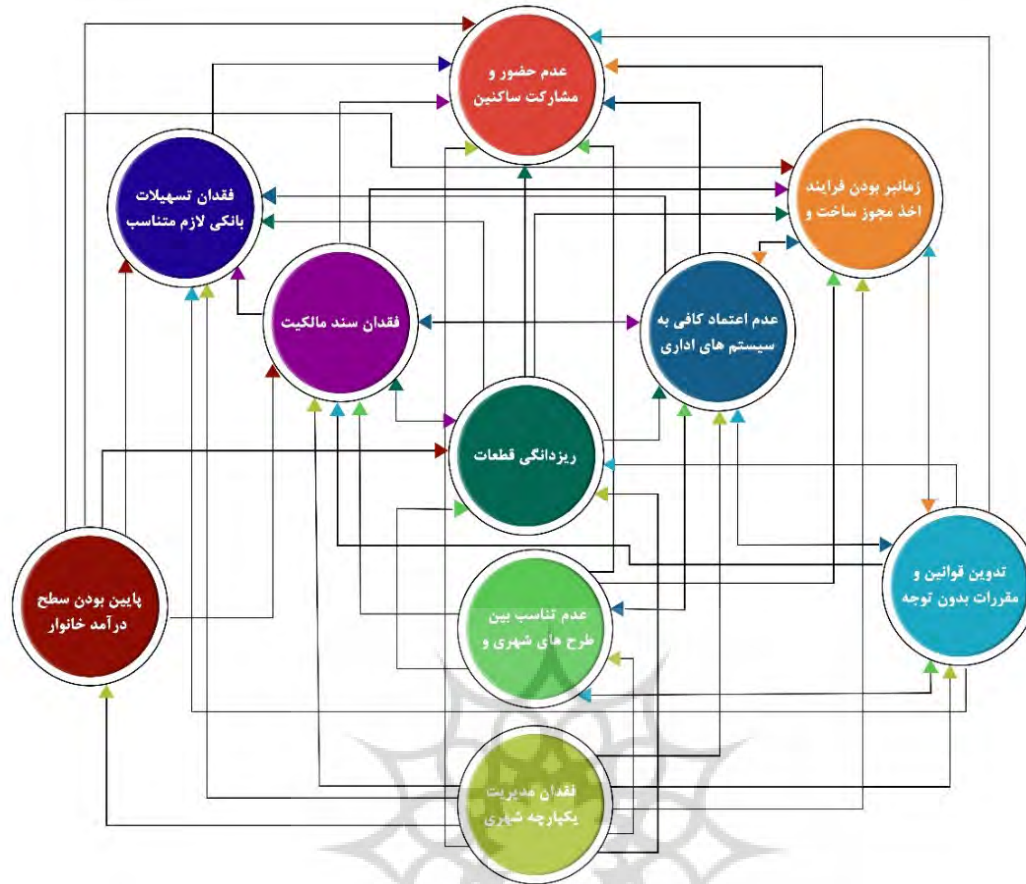 عدم حضور و
مشارکت ساکنین
زمانبر بودن فرایند
اخذ مجوز ساخت و
فقدان تسهیلات
بانکی لازم متناسب
عدم اعتماد کافی به
سیستم های اداری
فقدان سند مالکیت
ریزدانگی قطعات
تدوین قوانین و
مقررات بدون توجه
پایین بودن سطح
درآمد خانوار
عدم تناسب بین
طرح های شهری و
فقدان مدیریت
یکپارچه شهری